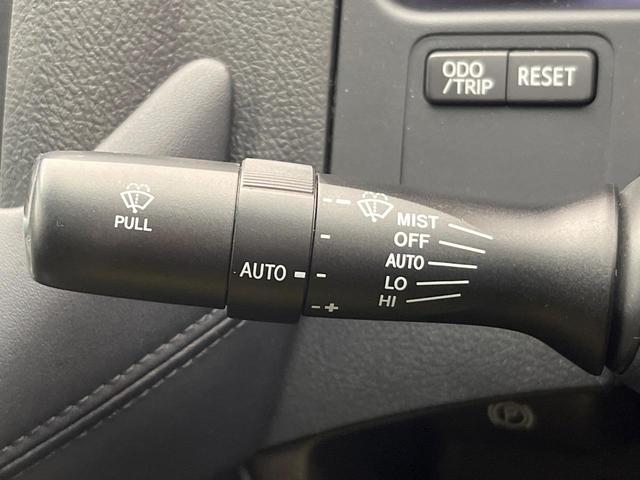 ODO
/TRIP
RESET
PULL
AUTO
- +
MIST
OFF
AUTO
LO
HI
P